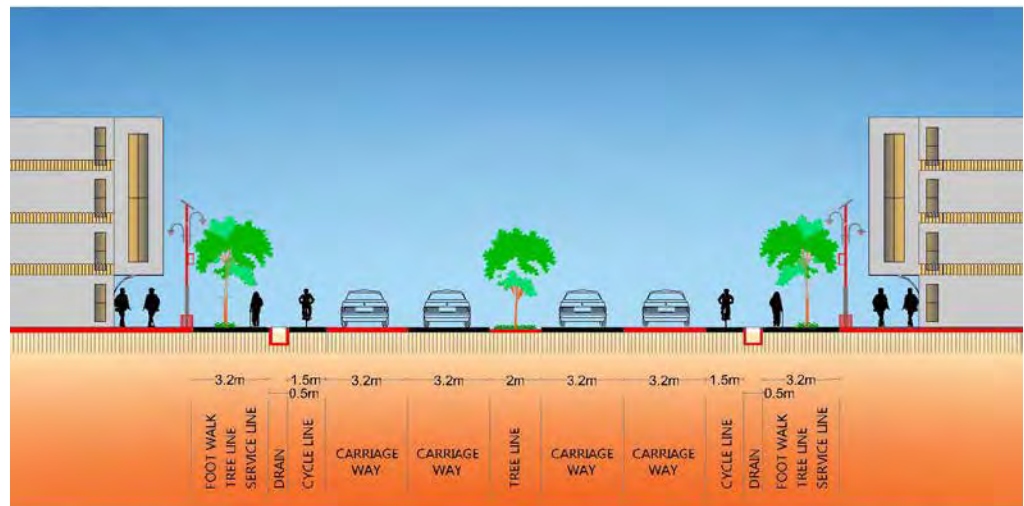 3.2m 1.5m 3.2m 3.2m 2m 3.2m 3.2m 1.5m 3.2m
0.5m 0.5m
FOOT WALK
TREE LINE
SERVICE LINE
DRAIN
CYCLE LINE
CARRIAGE
WAY
CARRIAGE
WAY
TREE LINE
CARRIAGE
WAY
CARRIAGE
WAY
CYCLE LINE
DRAIN
FOOT WALK
TREE LINE
SERVICE LINE